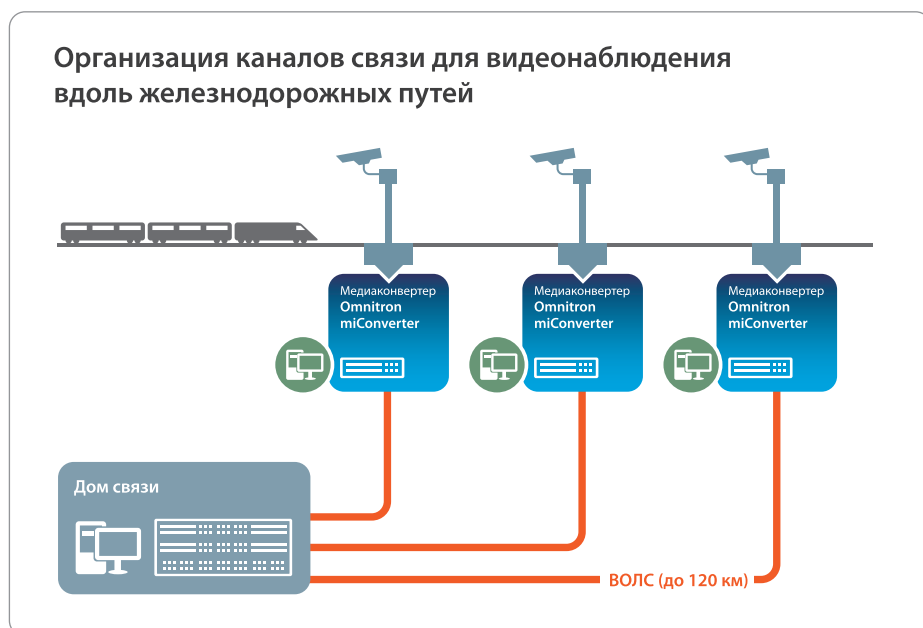 Организация каналов связи для видеонаблюдения
вдоль железнодорожных путей
Медиаконвертер
Omnitron
miConverter
Медиаконвертер
Omnitron
miConverter
Медиаконвертер
Omnitron
miConverter
Дом связи
ВОЛС (до 120 км)